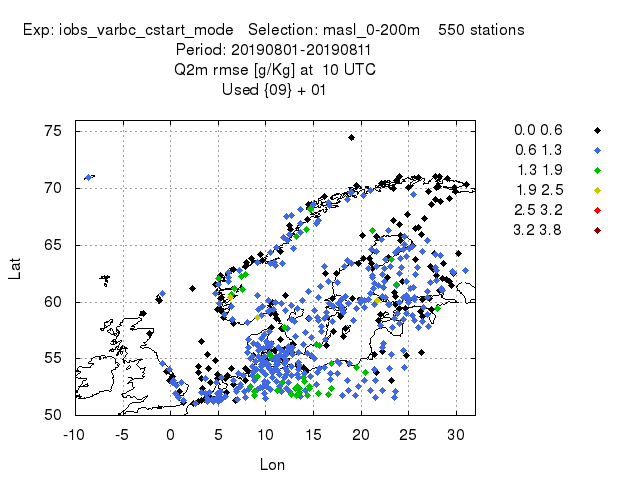 Exp: iobs_varbc_cstart_mode   Selection: masl_0-200m    550 stations
Period: 20190801-20190811
Q2m rmse [g/Kg] at  10 UTC
Used {09} + 01
0.0 0.6
0.6 1.3
1.3 1.9
1.9 2.5
2.5 3.2
3.2 3.8
75
70
65
60
55
50
Lat
-10 -5 0 5 10 15 20 25 30
Lon